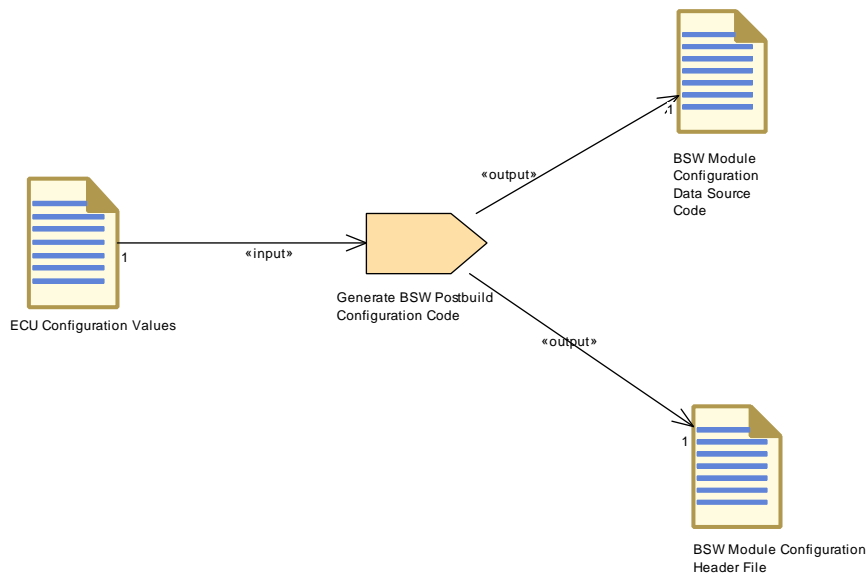 1
BSW Module
Configuration
Data Source
Code
«output»
1
«input»
ECU Configuration Values
Generate BSW Postbuild
Configuration Code
«output»
1
BSW Module Configuration
Header File